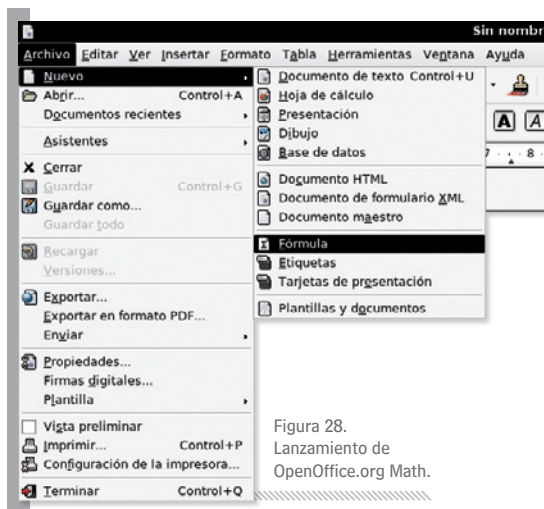 Sin nombr
Archivo Editar Ver Insertar Formato Tabla Herramientas Ventana Ayuda
Nuevo
Abrir... Control+A
Documentos recientes
Asistentes
Cerrar
Guardar Control+G
Guardar como...
Guardar todo
Recargar
Versiones...
Exportar...
Exportar en formato PDF...
Enviar
Propiedades...
Firmas digitales...
Plantilla
Vista preliminar
Imprimir... Control+P
Configuración de la impresora...
Terminar Control+Q
Documento de texto Control+U
Hoja de cálculo
Presentación
Dibujo
Base de datos
Documento HTML
Documento de formulario XML
Documento maestro
Fórmula
Etiquetas
Tarjetas de presentación
Plantillas y documentos
A A
7 · 8 ·
Figura 28.
Lanzamiento de
OpenOffice.org Math.